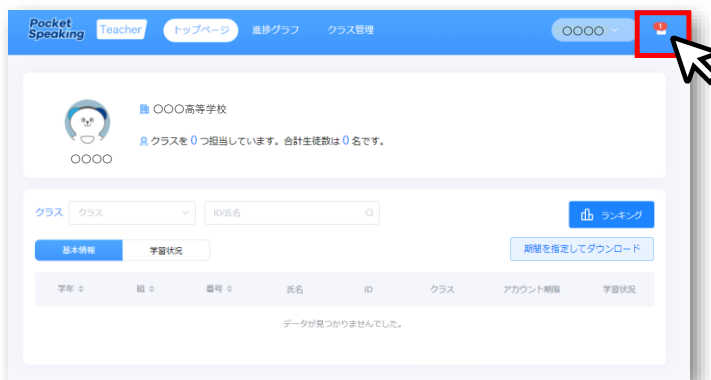 Pocket Speaking Teacher トップページ 進捗グラフ クラス管理 〇〇〇〇 1
〇〇〇高等学校
クラスを 0 つ担当しています。合計生徒数は 0 名です。
〇〇〇〇
クラス クラス ID/氏名 ランキング
基本情報 学習状況 期間を指定してダウンロード
学年 組 番号 氏名 ID クラス アカウント期限 学習状況
データが見つかりませんでした。